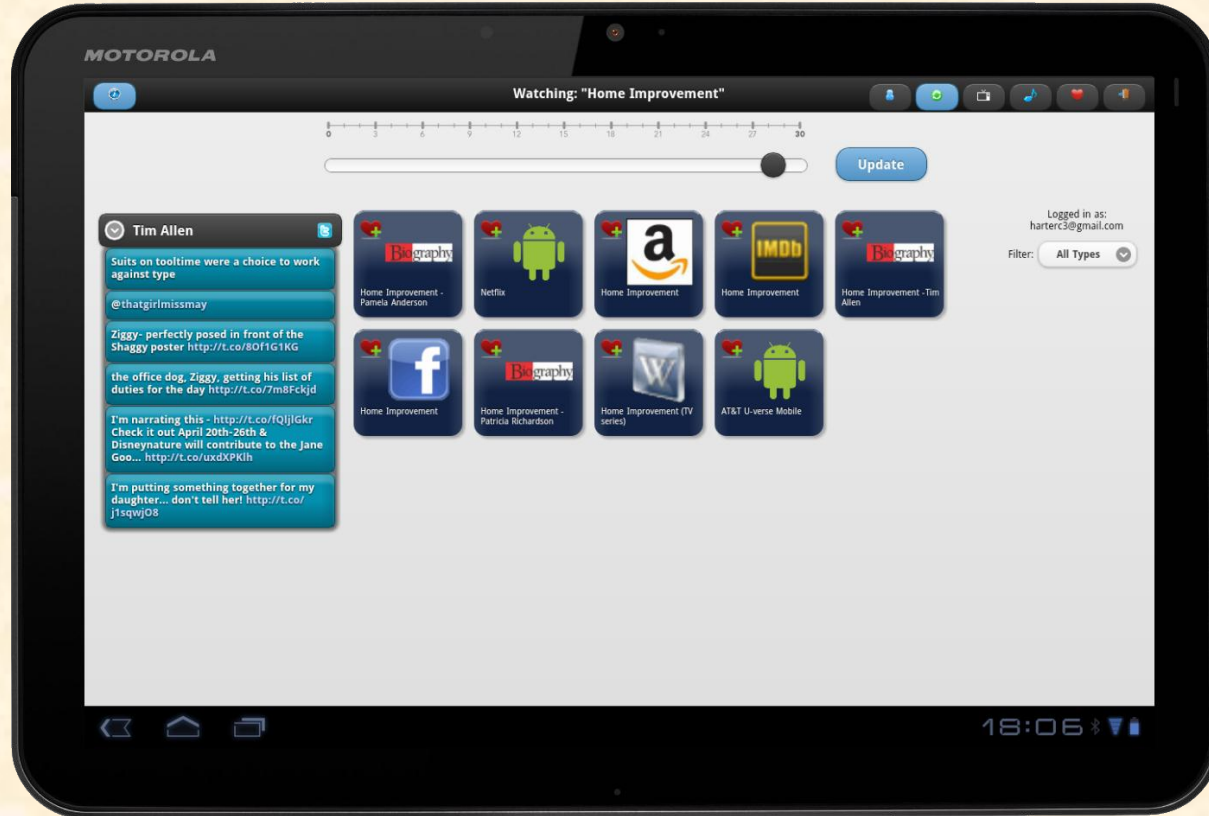 MOTOROLA
Watching: "Home Improvement"
0 3 6 9 12 15 18 21 24 27 30
Update
Tim Allen
Suits on tooltime were a choice to work
against type
@thatgirlmissmay
Ziggy- perfectly posed in front of the
Shaggy poster http://t.co/8Of1G1KG
the office dog, Ziggy, getting his list of
duties for the day http://t.co/7m8Fckjd
I'm narrating this - http://t.co/fQljlGkr
Check it out April 20th-26th &
Disneynature will contribute to the Jane
Goo... http://t.co/uxdXPKlh
I'm putting something together for my
daughter... don't tell her! http://t.co/
j1sqwjO8
Biography
Home Improvement -
Pamela Anderson
Netflix
a
Home Improvement
IMDb
Home Improvement
Biography
Home Improvement -Tim
Allen
f
Home Improvement
Biography
Home Improvement -
Patricia Richardson
W
Home Improvement (TV
series)
AT&T U-verse Mobile
Logged in as:
harterc3@gmail.com
Filter: All Types
18:06